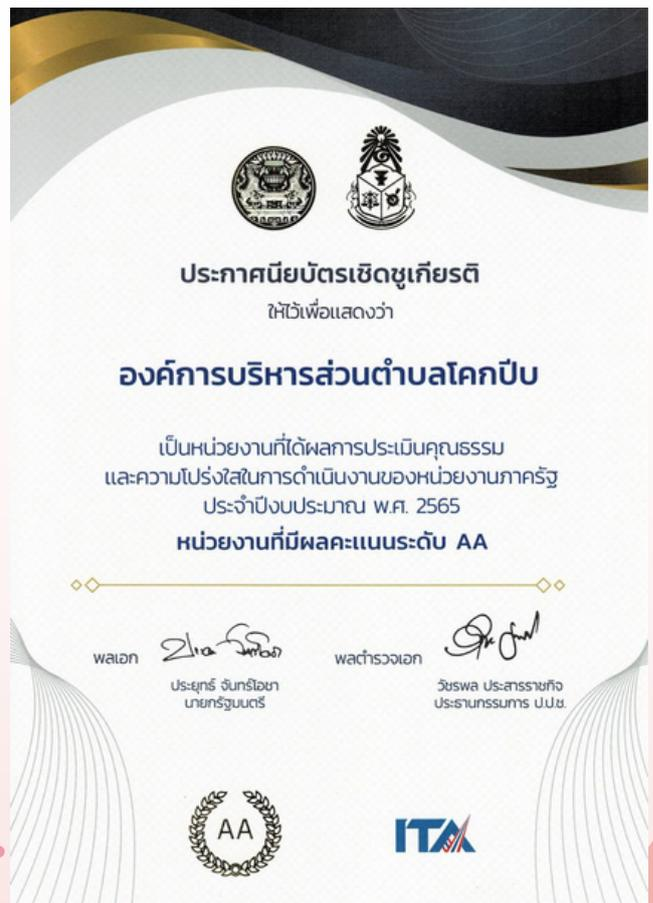 ประกาศนียบัตรเชิดชูเกียรติ
ให้ไว้เพื่อแสดงว่า
องค์การบริหารส่วนตำบลโคกปีบ
เป็นหน่วยงานที่ได้ผลการประเมินคุณธรรม
และความโปร่งใสในการดำเนินงานของหน่วยงานภาครัฐ
ประจำปีงบประมาณ พ.ศ. 2565
หน่วยงานที่มีผลคะแนนระดับ AA
พลเอก
ประยุทธ์ จันทร์โอชา
นายกรัฐมนตรี
พลตำรวจเอก
วัชรพล ประสารราชกิจ
ประธานกรรมการ ป.ป.ช.
AA
ITA